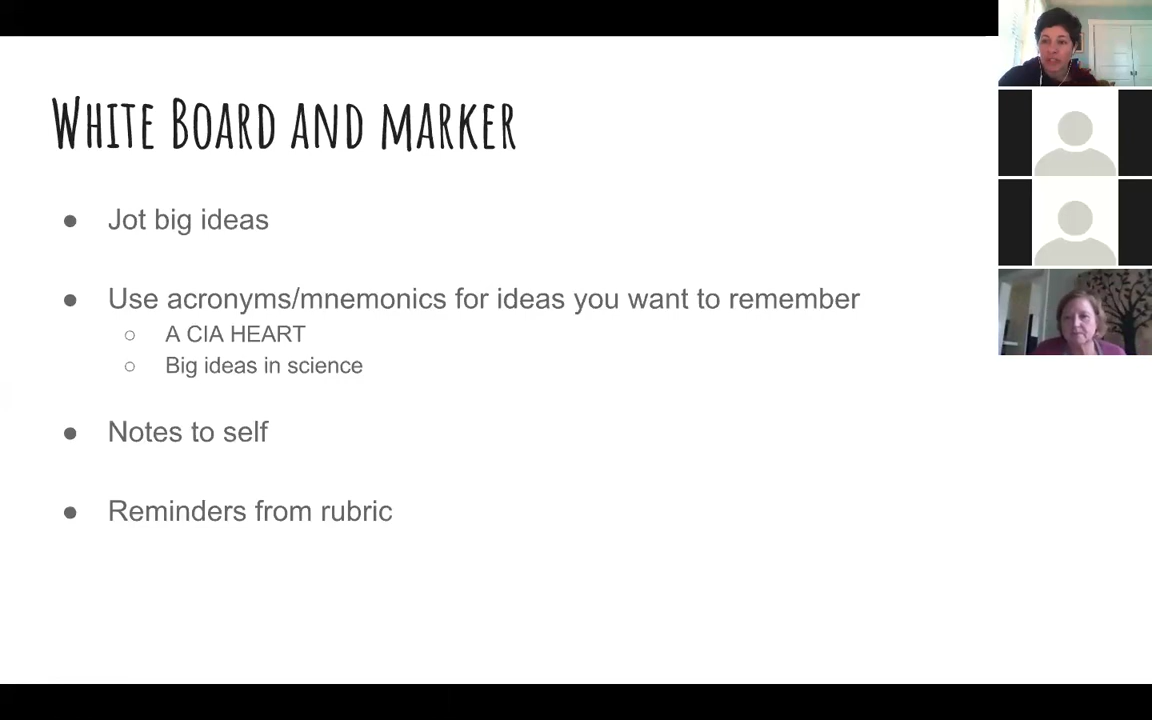 White Board and marker
● Jot big ideas
● Use acronyms/mnemonics for ideas you want to remember
○ A CIA HEART
○ Big ideas in science
● Notes to self
● Reminders from rubric